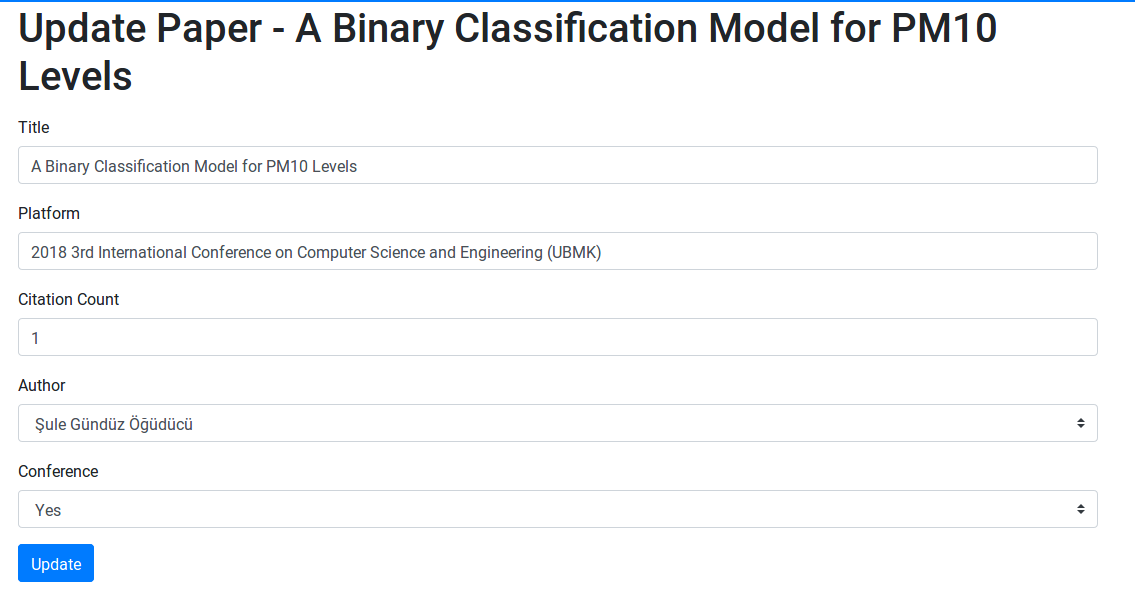 Update Paper - A Binary Classification Model for PM10
Levels
Title
A Binary Classification Model for PM10 Levels
Platform
2018 3rd International Conference on Computer Science and Engineering (UBMK)
Citation Count
1
Author
Şule Gündüz Öğüdücü
Conference
Yes
Update